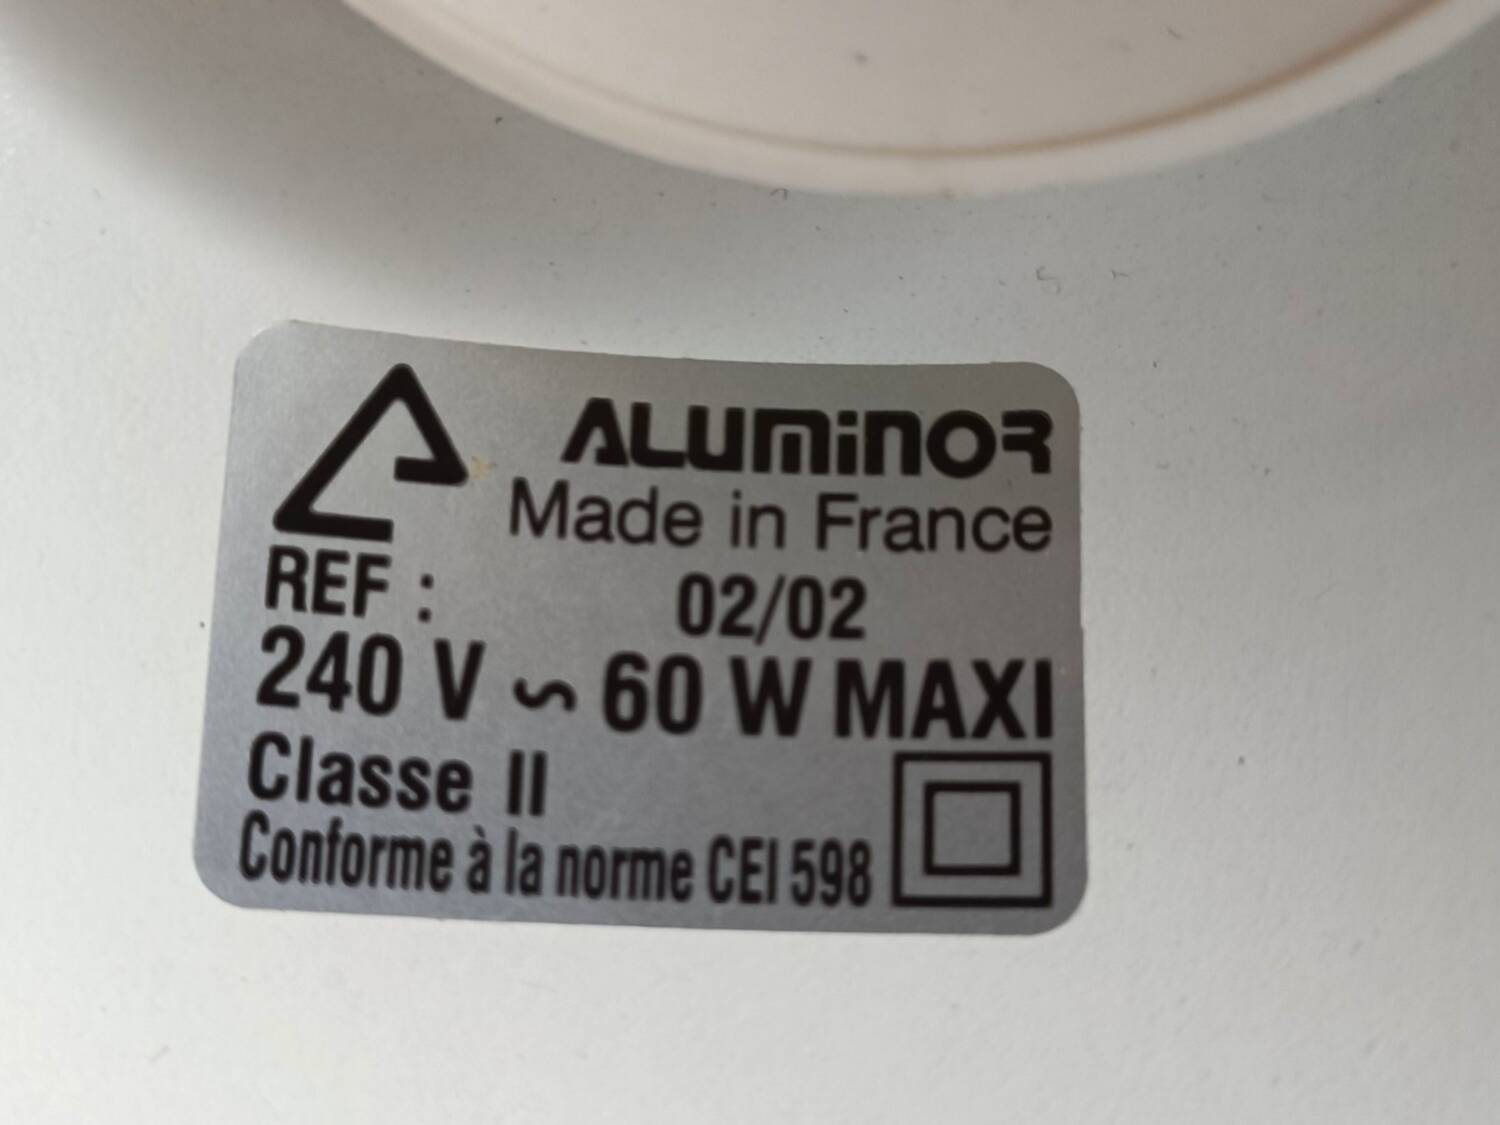 ALUMiNOR
Made in France
REF : 02/02
240 V ~ 60 W MAXI
Classe II
Conforme à la norme CEI 598